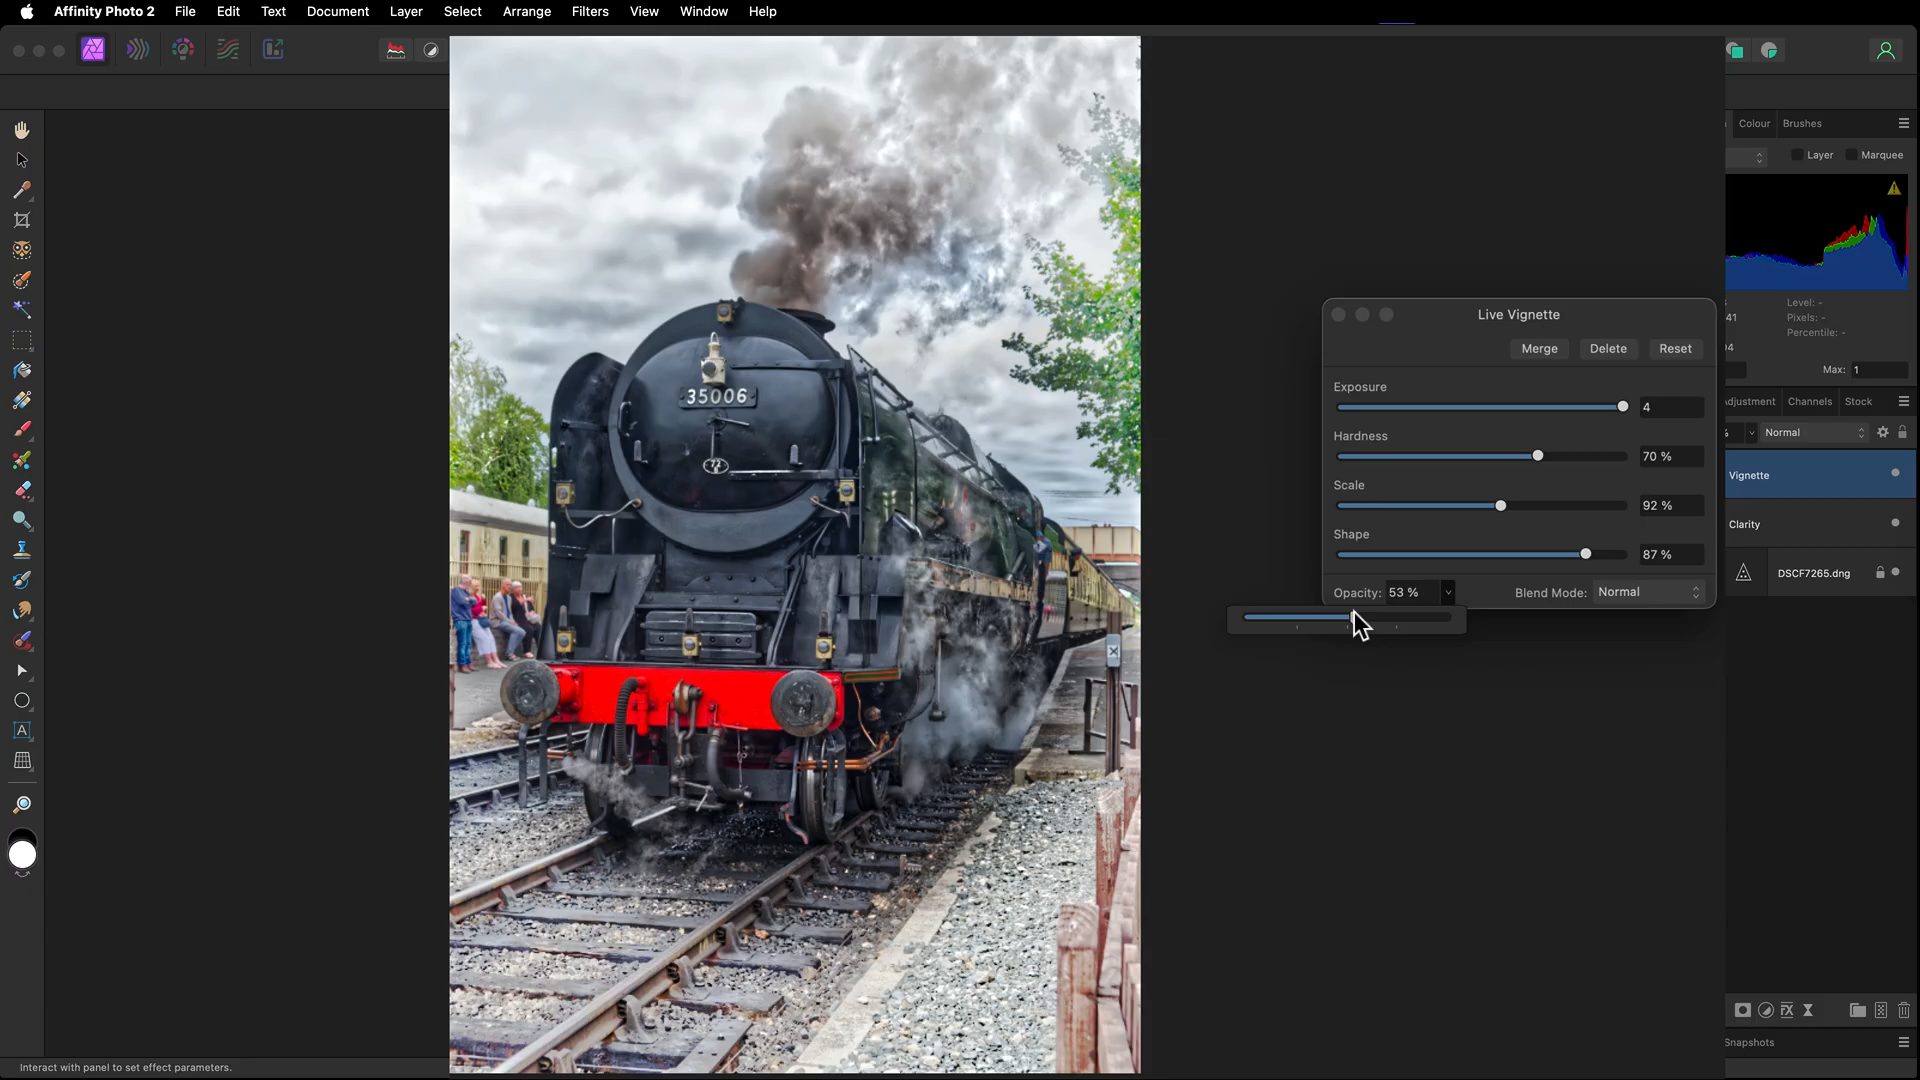 Affinity Photo 2 File Edit Text Document Layer Select Arrange Filters View Window Help
Colour Brushes
Layer Marquee
Level: -
41 Pixels: -
Percentile: -
Max: 1
Channels Stock
% Normal
Vignette
Clarity
DSCF7265.dng
Snapshots
Live Vignette
Merge Delete Reset
Exposure
4
Hardness
70 %
Scale
92 %
Shape
87 %
Opacity: 53 % Blend Mode: Normal
35006
Interact with panel to set effect parameters.